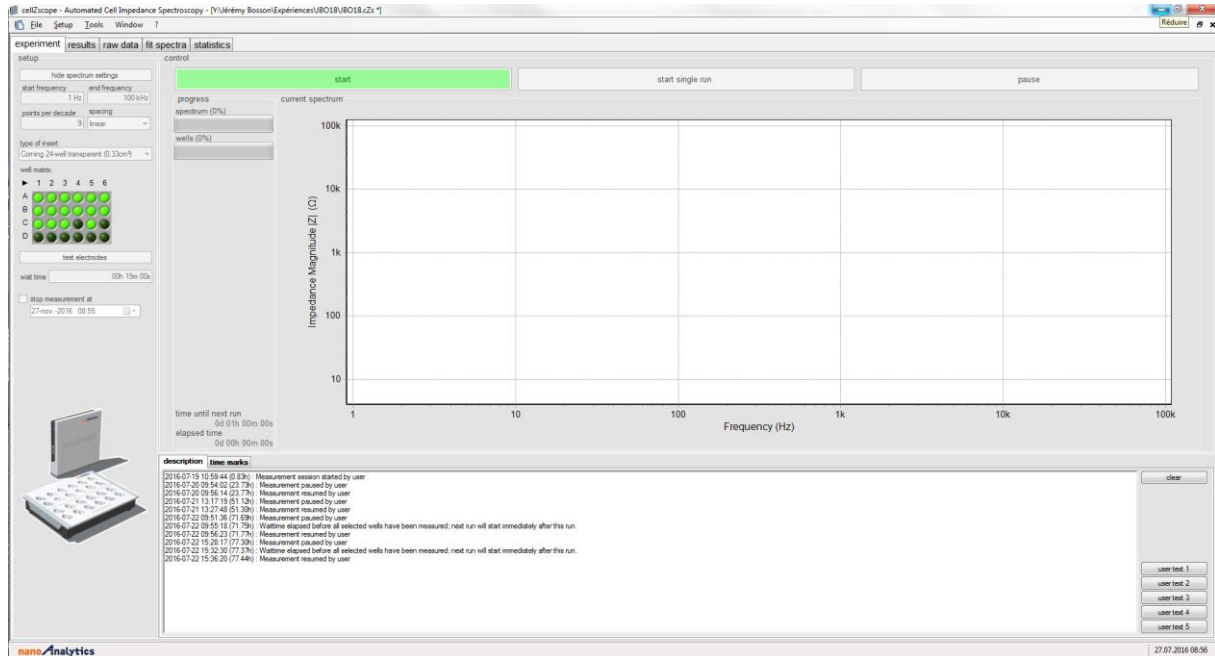 cellZscope - Automated Cell Impedance Spectroscopy - [Y:\Jérémy Bosson\Expériences\JBO18\JBO18.cZs *]
File Setup Tools Window ?
Réduire
experiment results raw data fit spectra statistics
setup
control
hide spectrum settings
start frequency end frequency
1 Hz 100 kHz
points per decade spacing
9 linear
type of insert
Corning 24-well transparent (0.33cm²)
well matrix:
1 2 3 4 5 6
A
B
C
D
test electrodes
wait time 00h 15m 00s
stop measurement at
27-nov.-2016 08:55
start
start single run
pause
progress
spectrum (0%)
wells (0%)
time until next run
0d 01h 00m 00s
elapsed time
0d 00h 00m 00s
current spectrum
100k
10k
1k
100
10
Impedance Magnitude |Z| (Ω)
1 10 100 1k 10k 100k
Frequency (Hz)
description time marks
2016-07-19 10:59:44 (0.83h) : Measurement session started by user
2016-07-20 09:54:02 (23.73h) : Measurement paused by user
2016-07-20 09:56:14 (23.77h) : Measurement resumed by user
2016-07-21 13:17:19 (51.12h) : Measurement paused by user
2016-07-21 13:27:48 (51.30h) : Measurement resumed by user
2016-07-22 09:51:36 (71.69h) : Measurement paused by user
2016-07-22 09:55:18 (71.75h) : Waittime elapsed before all selected wells have been measured; next run will start immediately after this run.
2016-07-22 09:56:23 (71.77h) : Measurement resumed by user
2016-07-22 15:28:17 (77.30h) : Measurement paused by user
2016-07-22 15:32:30 (77.37h) : Waittime elapsed before all selected wells have been measured; next run will start immediately after this run.
2016-07-22 15:36:20 (77.44h) : Measurement resumed by user
clear
user text 1
user text 2
user text 3
user text 4
user text 5
nanoAnalytics
27.07.2016 08:56